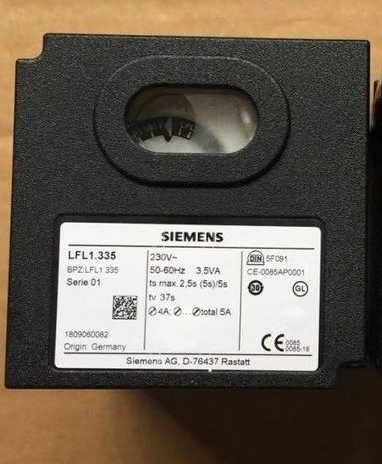 SIEMENS
LFL1.335
BPZ.LFL1.335
Serie 01
1809060082
Origin: Germany
230V~
50-60Hz 3,5VA
ts max. 2,5s (5s)/5s
tv 37s
⊘4A; ⊘...⊘total 5A
DIN 5F091
CE-0085AP0001
30 GL
CE 0085
0085-18
Siemens AG, D-76437 Rastatt